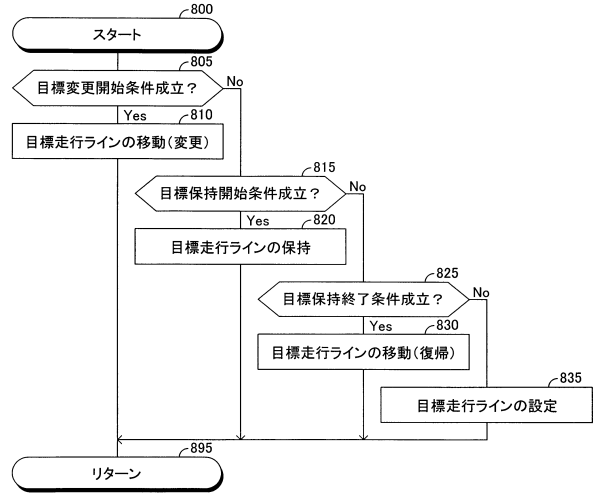 800
スタート
805
目標変更開始条件成立？
No
Yes
810
目標走行ラインの移動（変更）
815
目標保持開始条件成立？
No
Yes
820
目標走行ラインの保持
825
目標保持終了条件成立？
No
Yes
830
目標走行ラインの移動（復帰）
835
目標走行ラインの設定
895
リターン